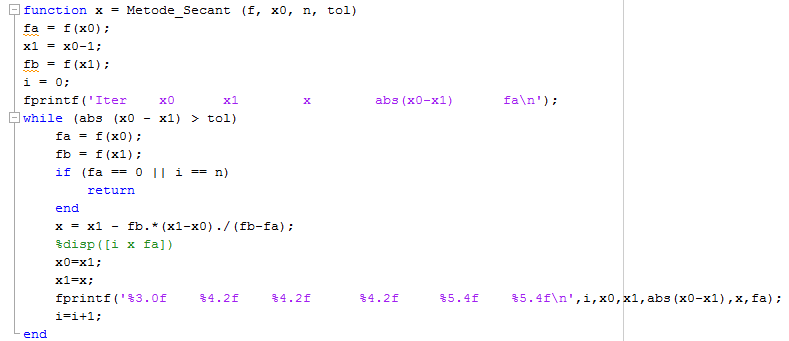 function x = Metode_Secant (f, x0, n, tol)
fa = f(x0);
x1 = x0-1;
fb = f(x1);
i = 0;
fprintf('Iter    x0      x1        x        abs(x0-x1)      fa\n');
while (abs (x0 - x1) > tol)
    fa = f(x0);
    fb = f(x1);
    if (fa == 0 || i == n)
        return
    end
    x = x1 - fb.*(x1-x0)./(fb-fa);
    %disp([i x fa])
    x0=x1;
    x1=x;
    fprintf('%3.0f    %4.2f    %4.2f      %4.2f     %5.4f    %5.4f\n',i,x0,x1,abs(x0-x1),x,fa);
    i=i+1;
end